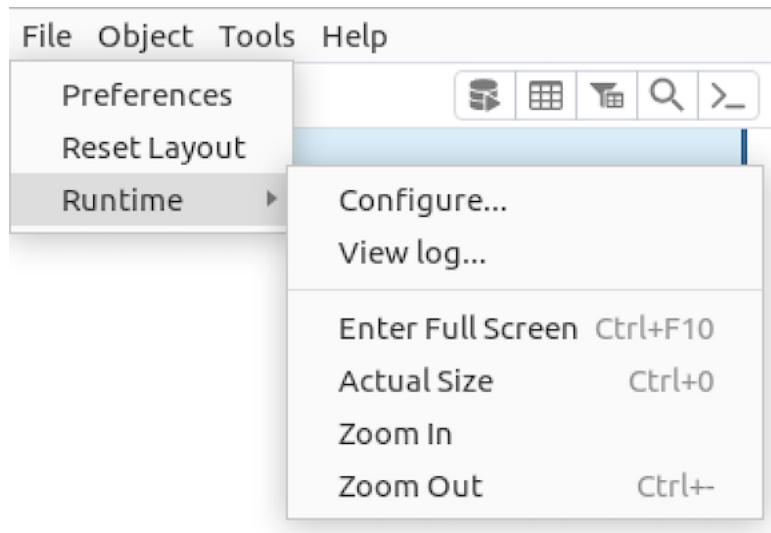 File Object Tools Help
Preferences
Reset Layout
Runtime
Configure...
View log...
Enter Full Screen Ctrl+F10
Actual Size Ctrl+0
Zoom In
Zoom Out Ctrl+-